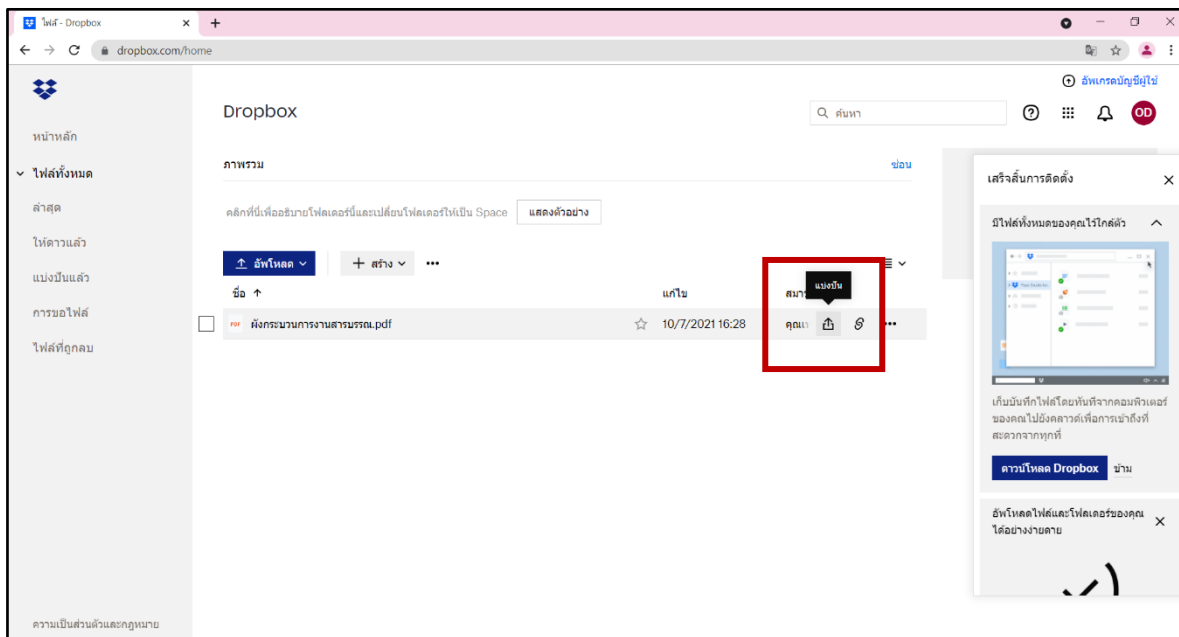 ไฟล์ - Dropbox
dropbox.com/home
อัพเกรดบัญชีผู้ใช้
Dropbox
ค้นหา
OD
หน้าหลัก
ไฟล์ทั้งหมด
ล่าสุด
ให้ดาวแล้ว
แบ่งปันแล้ว
การขอไฟล์
ไฟล์ที่ถูกลบ
ความเป็นส่วนตัวและกฎหมาย
ภาพรวม ซ่อน
คลิกที่นี่เพื่ออธิบายโฟลเดอร์นี้และเปลี่ยนโฟลเดอร์ให้เป็น Space แสดงตัวอย่าง
อัพโหลด สร้าง
แบ่งปัน
ชื่อ แก้ไข สมา
PDF ผังกระบวนการงานสารบรรณ.pdf 10/7/2021 16:28 คุณเ
เสร็จสิ้นการติดตั้ง
มีไฟล์ทั้งหมดของคุณไว้ใกล้ตัว
เก็บบันทึกไฟล์โดยทันทีจากคอมพิวเตอร์
ของคุณไปยังคลาวด์เพื่อการเข้าถึงที่
สะดวกจากทุกที่
ดาวน์โหลด Dropbox ข้าม
อัพโหลดไฟล์และโฟลเดอร์ของคุณ
ได้อย่างง่ายดาย